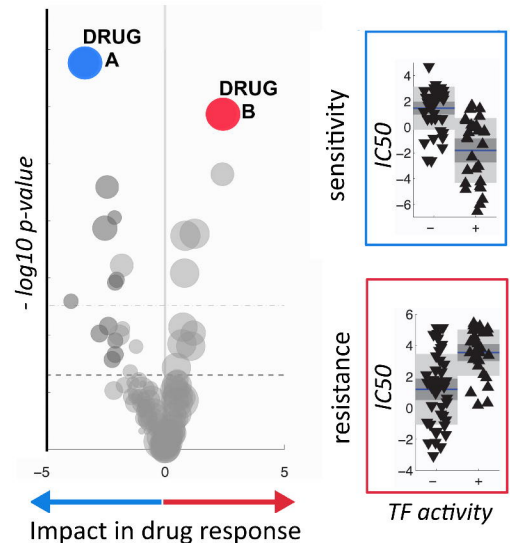 DRUG
A
DRUG
B
- log10 p-value
−5
0
5
Impact in drug response
sensitivity
IC50
4
2
0
−2
−4
−6
−
+
resistance
IC50
6
4
2
0
−2
−4
−
+
TF activity